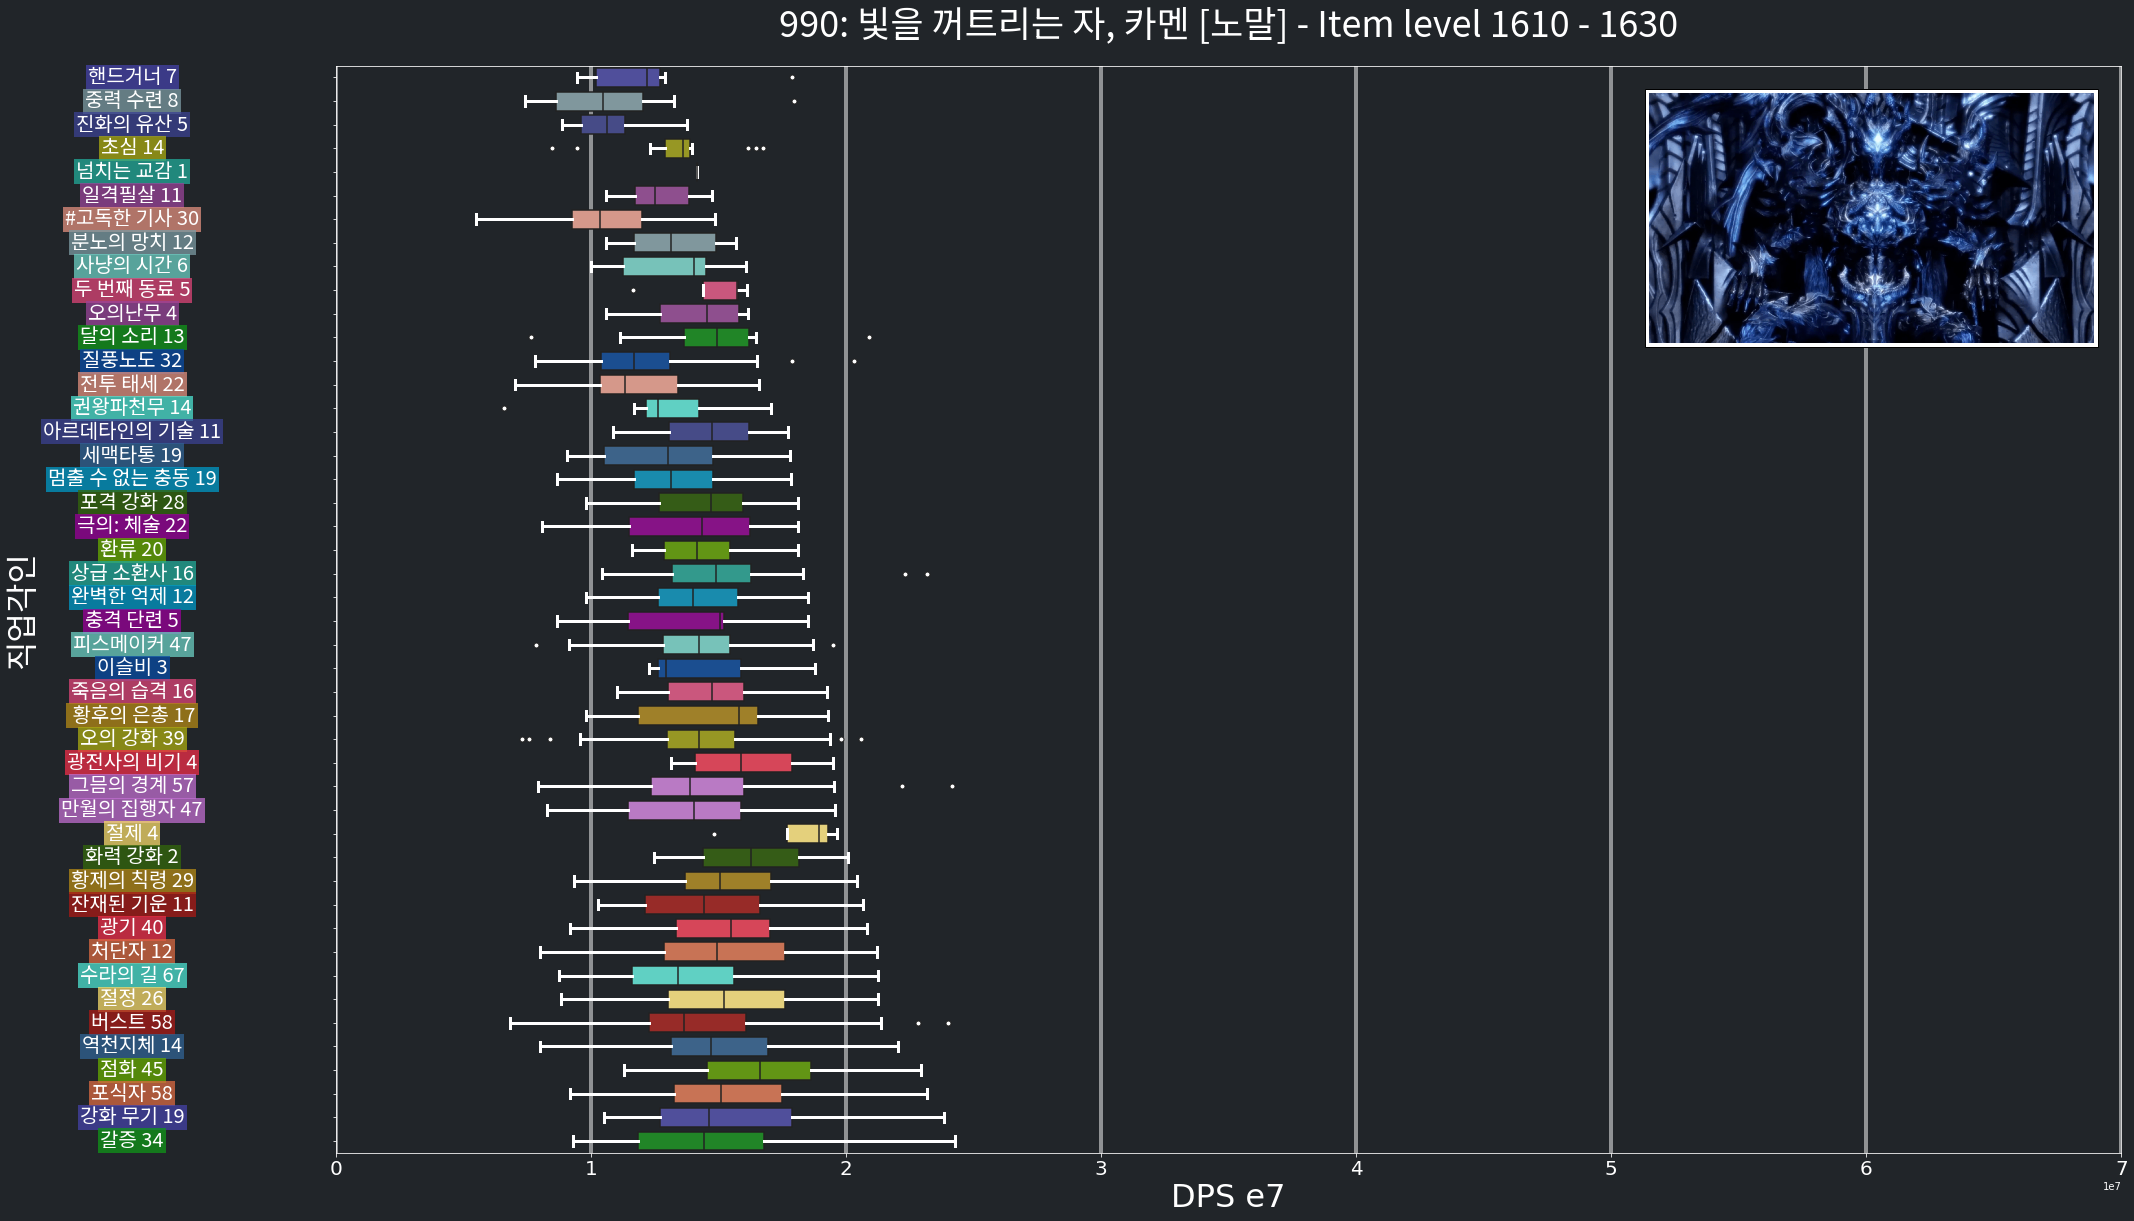 990: 빛을 꺼트리는 자, 카멘 [노말] - Item level 1610 - 1630
핸드거너 7
중력 수련 8
진화의 유산 5
초심 14
넘치는 교감 1
일격필살 11
#고독한 기사 30
분노의 망치 12
사냥의 시간 6
두 번째 동료 5
오의난무 4
달의 소리 13
질풍노도 32
전투 태세 22
권왕파천무 14
아르데타인의 기술 11
세맥타통 19
멈출 수 없는 충동 19
포격 강화 28
극의: 체술 22
환류 20
상급 소환사 16
완벽한 억제 12
충격 단련 5
피스메이커 47
이슬비 3
죽음의 습격 16
황후의 은총 17
오의 강화 39
광전사의 비기 4
그믐의 경계 57
만월의 집행자 47
절제 4
화력 강화 2
황제의 칙령 29
잔재된 기운 11
광기 40
처단자 12
수라의 길 67
절정 26
버스트 58
역천지체 14
점화 45
포식자 58
강화 무기 19
갈증 34
직업각인
0 1 2 3 4 5 6 7
1e7
DPS e7